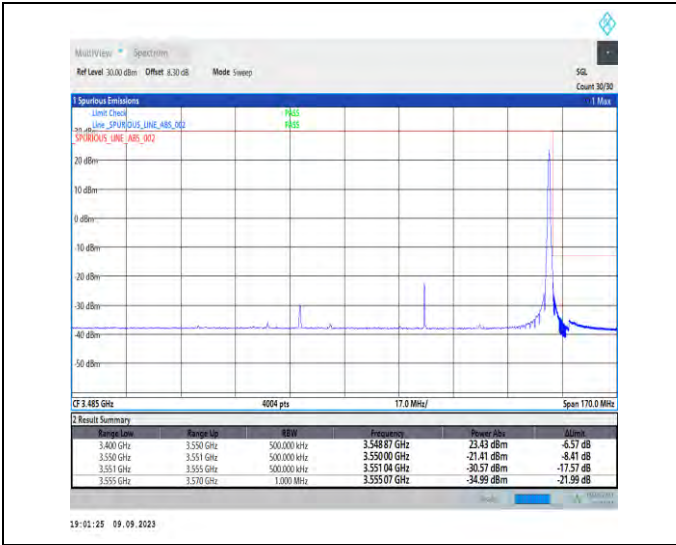 MultiView Spectrum
Ref Level 30.00 dBm Offset 8.30 dB Mode Sweep SGL
Count 30/30
1 Spurious Emissions 1 Max
Limit Check PASS
Line _SPURIOUS_LINE_ABS_002 PASS
_SPURIOUS_LINE_ABS_002
20 dBm
10 dBm
0 dBm
-10 dBm
-20 dBm
-30 dBm
-40 dBm
-50 dBm
CF 3.485 GHz 4004 pts 17.0 MHz/ Span 170.0 MHz
2 Result Summary
Range Low Range Up RBW Frequency Power Abs ΔLimit
3.400 GHz 3.550 GHz 500.000 kHz 3.548 87 GHz 23.43 dBm -6.57 dB
3.550 GHz 3.551 GHz 500.000 kHz 3.550 00 GHz -21.41 dBm -8.41 dB
3.551 GHz 3.555 GHz 500.000 kHz 3.551 04 GHz -30.57 dBm -17.57 dB
3.555 GHz 3.570 GHz 1.000 MHz 3.555 07 GHz -34.99 dBm -21.99 dB
19:01:25 09.09.2023